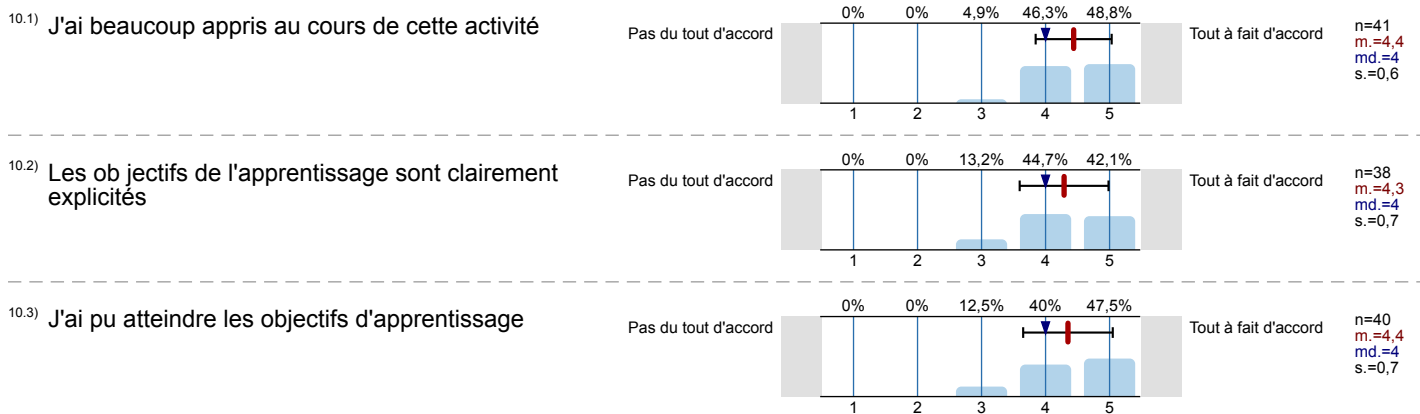 10.1) J'ai beaucoup appris au cours de cette activité
Pas du tout d'accord
0% 0% 4,9% 46,3% 48,8%
1 2 3 4 5
Tout à fait d'accord
n=41
m.=4,4
md.=4
s.=0,6
10.2) Les ob jectifs de l'apprentissage sont clairement
explicités
Pas du tout d'accord
0% 0% 13,2% 44,7% 42,1%
1 2 3 4 5
Tout à fait d'accord
n=38
m.=4,3
md.=4
s.=0,7
10.3) J'ai pu atteindre les objectifs d'apprentissage
Pas du tout d'accord
0% 0% 12,5% 40% 47,5%
1 2 3 4 5
Tout à fait d'accord
n=40
m.=4,4
md.=4
s.=0,7